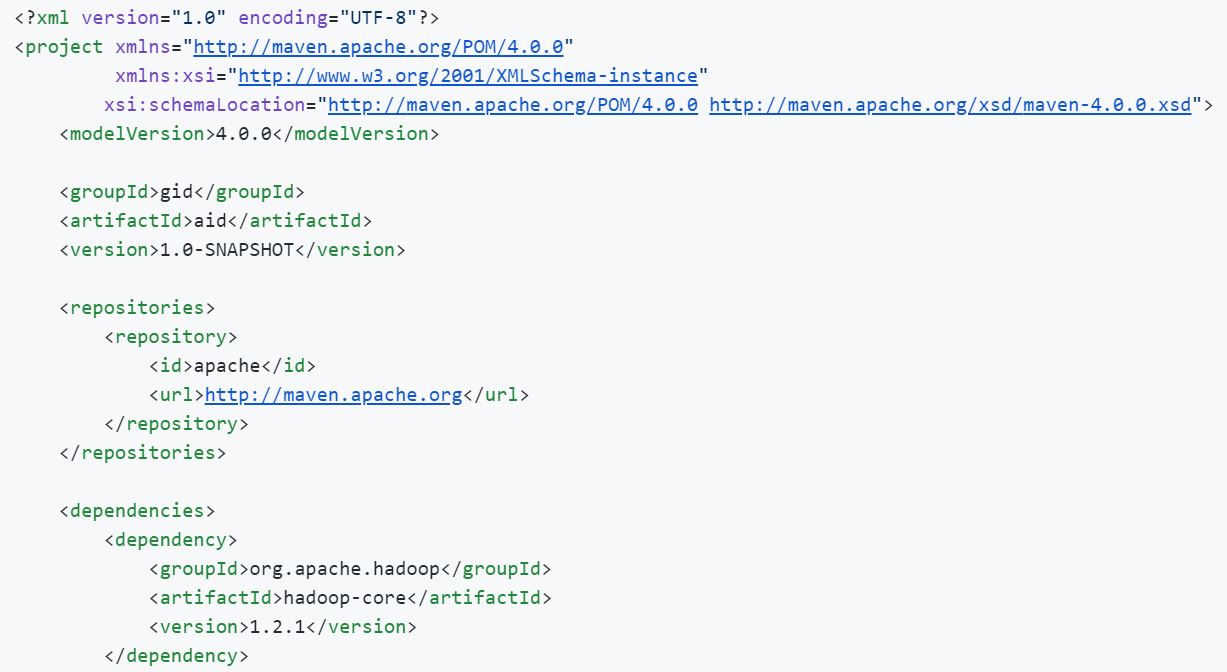 <?xml version="1.0" encoding="UTF-8"?>
<project xmlns="http://maven.apache.org/POM/4.0.0"
         xmlns:xsi="http://www.w3.org/2001/XMLSchema-instance"
        xsi:schemaLocation="http://maven.apache.org/POM/4.0.0 http://maven.apache.org/xsd/maven-4.0.0.xsd">
    <modelVersion>4.0.0</modelVersion>

    <groupId>gid</groupId>
    <artifactId>aid</artifactId>
    <version>1.0-SNAPSHOT</version>

    <repositories>
        <repository>
            <id>apache</id>
            <url>http://maven.apache.org</url>
        </repository>
    </repositories>

    <dependencies>
        <dependency>
            <groupId>org.apache.hadoop</groupId>
            <artifactId>hadoop-core</artifactId>
            <version>1.2.1</version>
        </dependency>